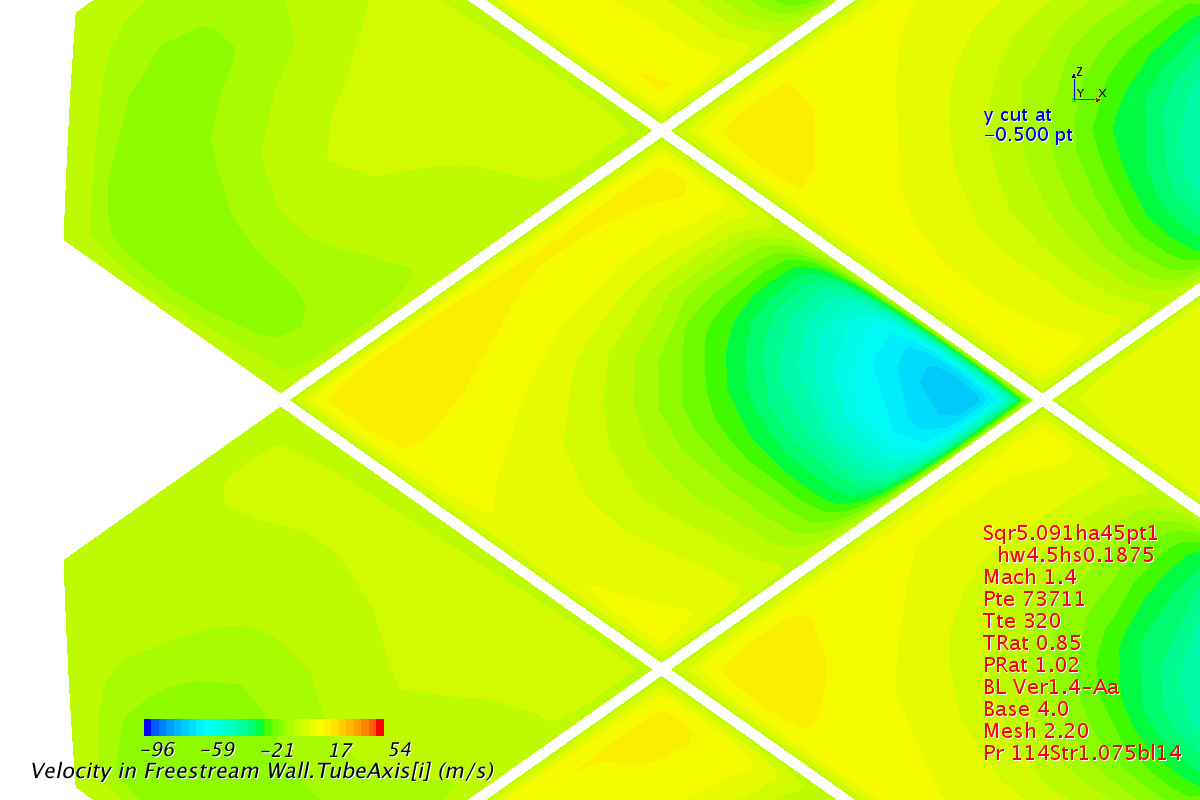 Z
Y X
y cut at
−0.500 pt
Sqr5.091ha45pt1
hw4.5hs0.1875
Mach 1.4
Pte 73711
Tte 320
TRat 0.85
PRat 1.02
BL Ver1.4−Aa
Base 4.0
Mesh 2.20
Pr 114Str1.075bl14
−96 −59 −21 17 54
Velocity in Freestream Wall.TubeAxis[i] (m/s)